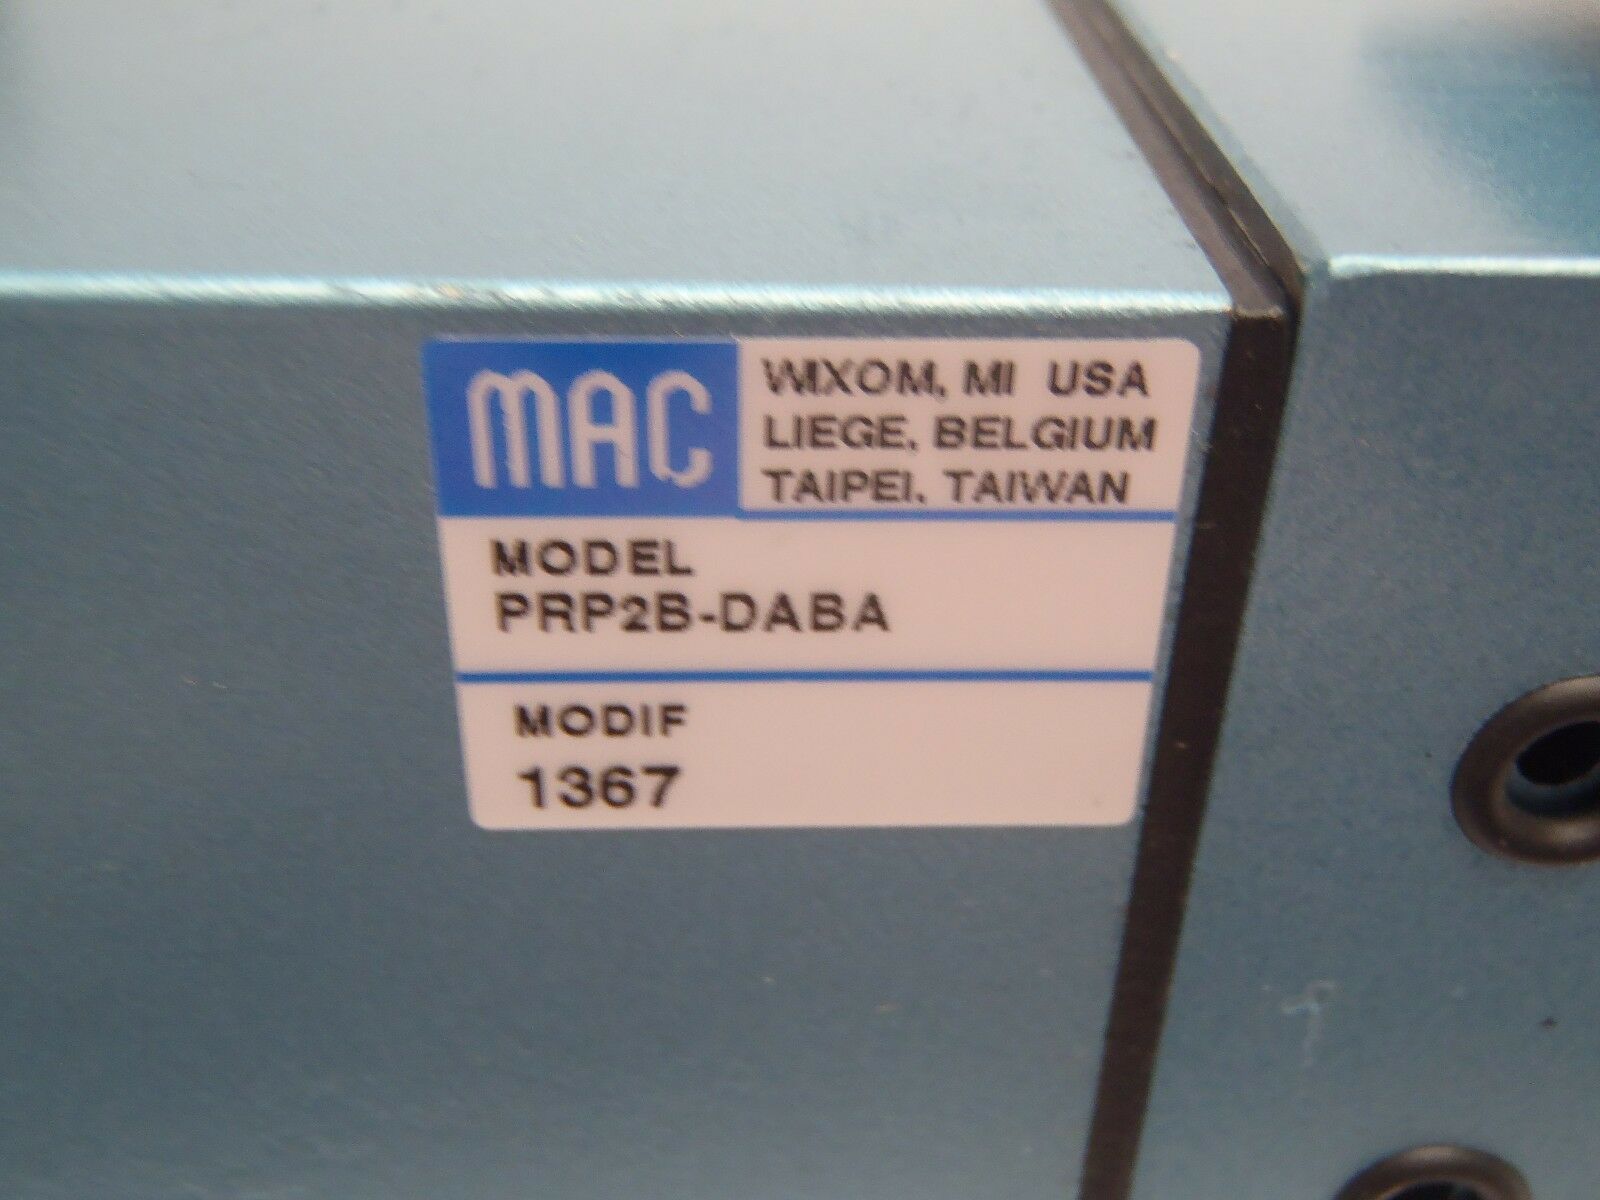 MAC
WIXOM, MI USA
LIEGE, BELGIUM
TAIPEI, TAIWAN
MODEL
PRP2B-DABA
MODIF
1367